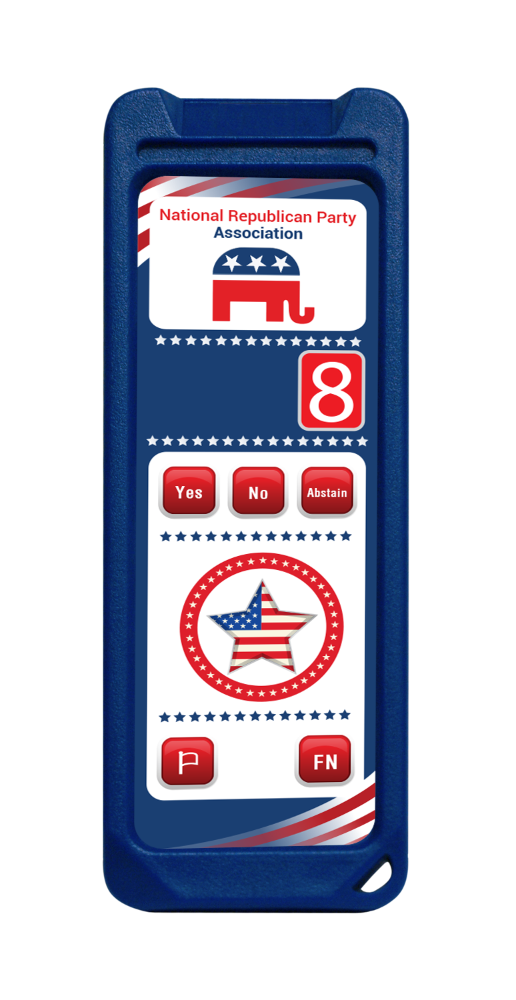 National Republican Party
Association
8
Yes No Abstain
FN